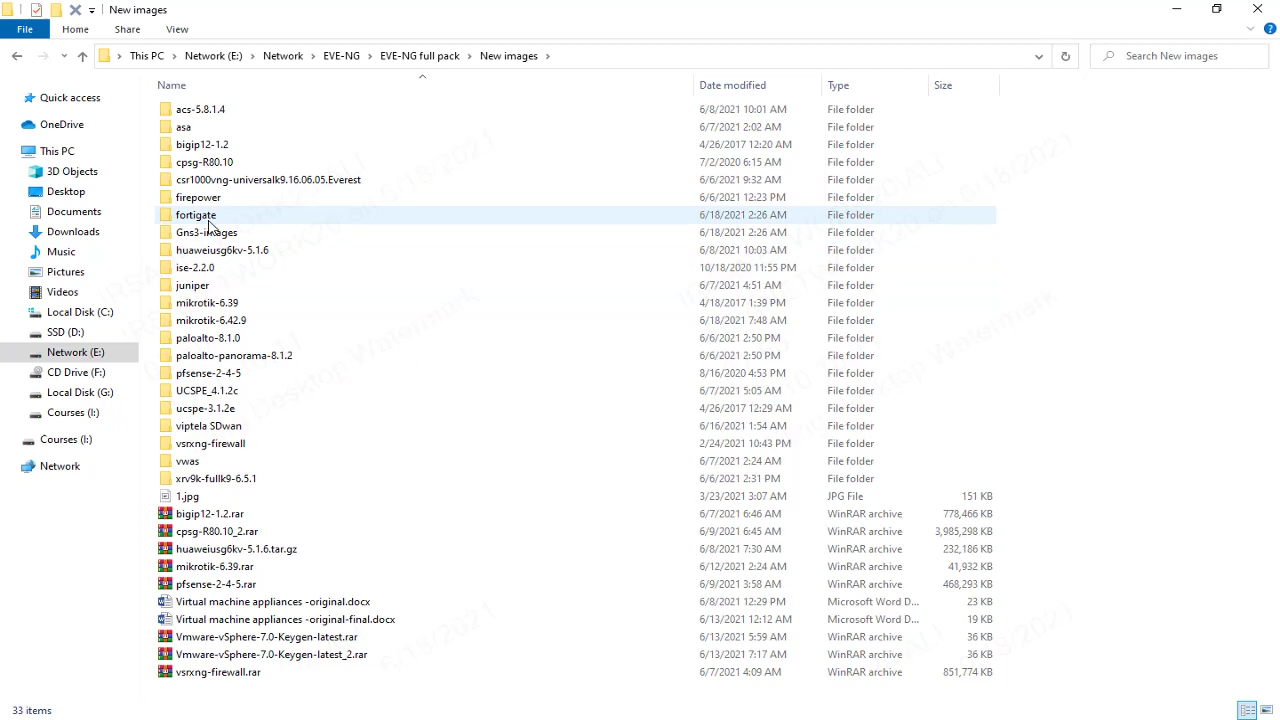 New images
File Home Share View
This PC Network (E:) Network EVE-NG EVE-NG full pack New images Search New images
Name Date modified Type Size
Quick access
OneDrive
This PC
3D Objects
Desktop
Documents
Downloads
Music
Pictures
Videos
Local Disk (C:)
SSD (D:)
Network (E:)
CD Drive (F:)
Local Disk (G:)
Courses (I:)
Courses (I:)
Network
acs-5.8.1.4 6/8/2021 10:01 AM File folder
asa 6/7/2021 2:02 AM File folder
bigip12-1.2 4/26/2017 12:20 AM File folder
cpsg-R80.10 7/2/2020 6:15 AM File folder
csr1000vng-universalk9.16.06.05.Everest 6/6/2021 9:32 AM File folder
firepower 6/6/2021 12:23 PM File folder
fortigate 6/18/2021 2:26 AM File folder
Gns3-images 6/18/2021 2:26 AM File folder
huaweiusg6kv-5.1.6 6/8/2021 10:03 AM File folder
ise-2.2.0 10/18/2020 11:55 PM File folder
juniper 6/7/2021 4:51 AM File folder
mikrotik-6.39 4/18/2017 1:39 PM File folder
mikrotik-6.42.9 6/18/2021 7:48 AM File folder
paloalto-8.1.0 6/6/2021 2:50 PM File folder
paloalto-panorama-8.1.2 6/6/2021 2:50 PM File folder
pfsense-2-4-5 8/16/2020 4:53 PM File folder
UCSPE_4.1.2c 6/7/2021 5:05 AM File folder
ucspe-3.1.2e 4/26/2017 12:29 AM File folder
viptela SDwan 6/16/2021 1:54 AM File folder
vsrxng-firewall 2/24/2021 10:43 PM File folder
vwas 6/7/2021 2:24 AM File folder
xrv9k-fullk9-6.5.1 6/6/2021 2:31 PM File folder
1.jpg 3/23/2021 3:07 AM JPG File 151 KB
bigip12-1.2.rar 6/7/2021 6:46 AM WinRAR archive 778,466 KB
cpsg-R80.10_2.rar 6/9/2021 6:45 AM WinRAR archive 3,985,298 KB
huaweiusg6kv-5.1.6.tar.gz 6/8/2021 7:30 AM WinRAR archive 232,186 KB
mikrotik-6.39.rar 6/12/2021 2:24 AM WinRAR archive 41,932 KB
pfsense-2-4-5.rar 6/9/2021 3:58 AM WinRAR archive 468,293 KB
Virtual machine appliances -original.docx 6/8/2021 12:29 PM Microsoft Word D... 23 KB
Virtual machine appliances -original-final.docx 6/13/2021 12:12 AM Microsoft Word D... 19 KB
Vmware-vSphere-7.0-Keygen-latest.rar 6/13/2021 5:59 AM WinRAR archive 36 KB
Vmware-vSphere-7.0-Keygen-latest_2.rar 6/13/2021 7:17 AM WinRAR archive 36 KB
vsrxng-firewall.rar 6/7/2021 4:09 AM WinRAR archive 851,774 KB
33 items